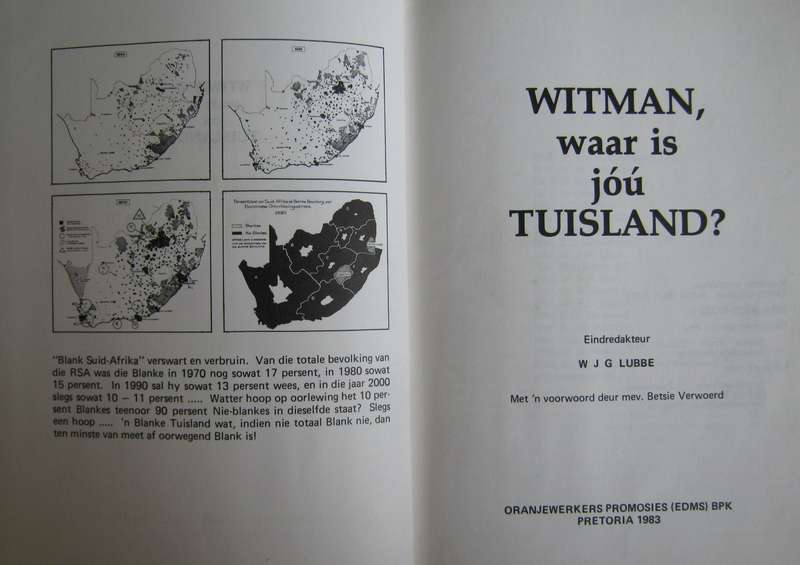 "Blank Suid-Afrika" verswart en verbruin. Van die totale bevolking van
die RSA was die Blanke in 1970 nog sowat 17 persent, in 1980 sowat
15 persent. In 1990 sal hy sowat 13 persent wees, en in die jaar 2000
slegs sowat 10 – 11 persent ..... Watter hoop op oorlewing het 10 per-
sent Blankes teenoor 90 persent Nie-blankes in dieselfde staat? Slegs
een hoop ..... 'n Blanke Tuisland wat, indien nie totaal Blank nie, dan
ten minste van meet af oorwegend Blank is!
WITMAN,
waar is
jóú
TUISLAND?
Eindredakteur
W J G LUBBE
Met 'n voorwoord deur mev. Betsie Verwoerd
ORANJEWERKERS PROMOSIES (EDMS) BPK
PRETORIA 1983